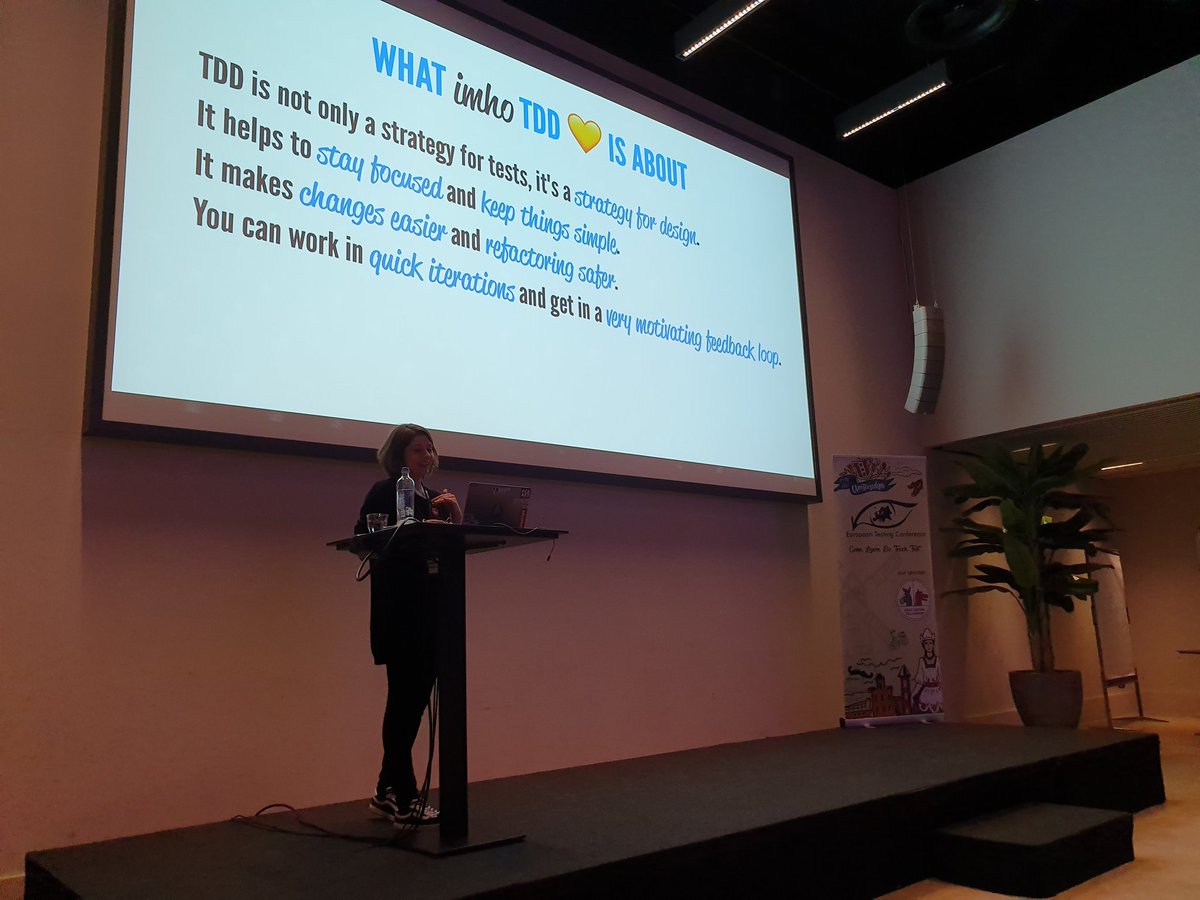 WHAT imho TDD 💛 IS ABOUT
TDD is not only a strategy for tests, it's a strategy for design.
It helps to stay focused and keep things simple.
It makes changes easier and refactoring safer.
You can work in quick iterations and get in a very motivating feedback loop.
Amsterdam
European Testing Conference